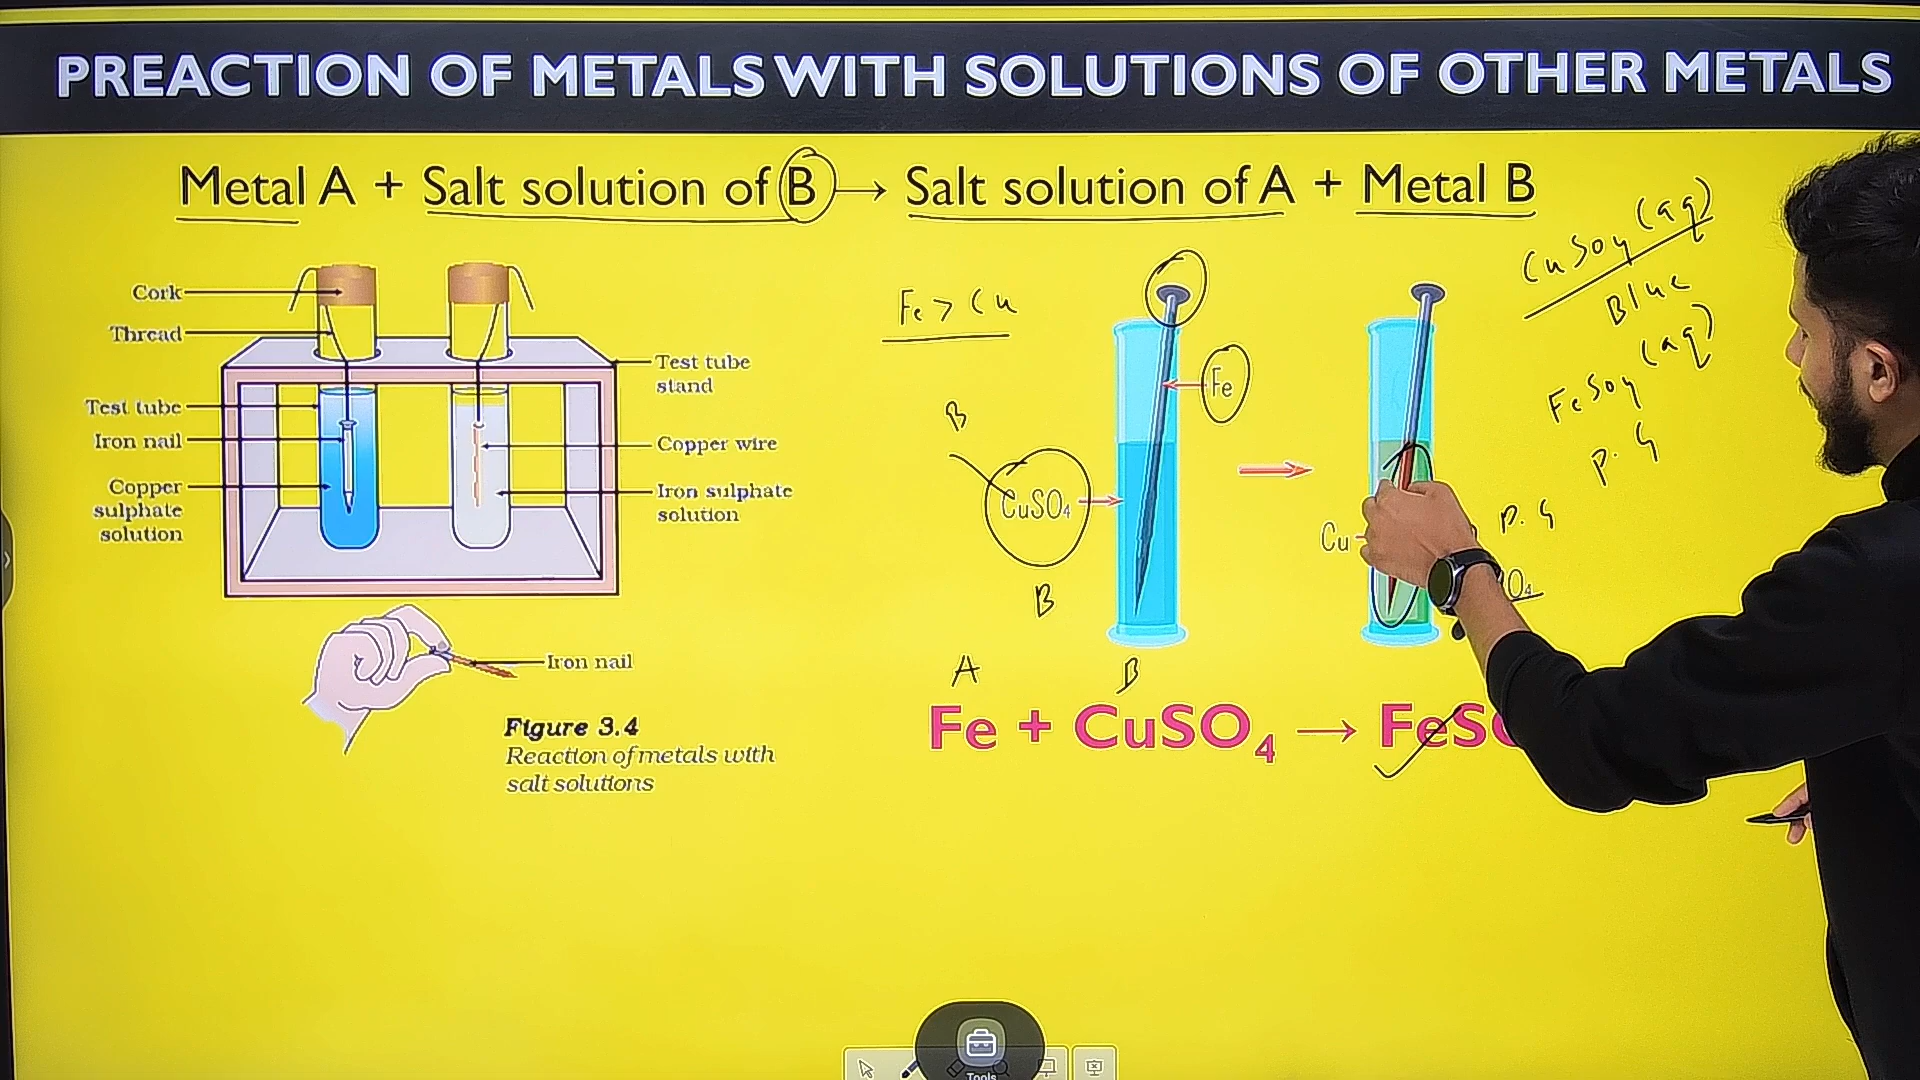 PREACTION OF METALS WITH SOLUTIONS OF OTHER METALS
Metal A + Salt solution of B → Salt solution of A + Metal B
Cork
Thread
Test tube
Iron nail
Copper
sulphate
solution
Test tube
stand
Copper wire
Iron sulphate
solution
Iron nail
Figure 3.4
Reaction of metals with
salt solutions
Fe > Cu
Fe
B
CuSO4
B
Cu
CuSO4 (aq)
Blue
FeSO4 (aq)
P.G
P.G
A
B
Fe + CuSO4 → FeS
Tools